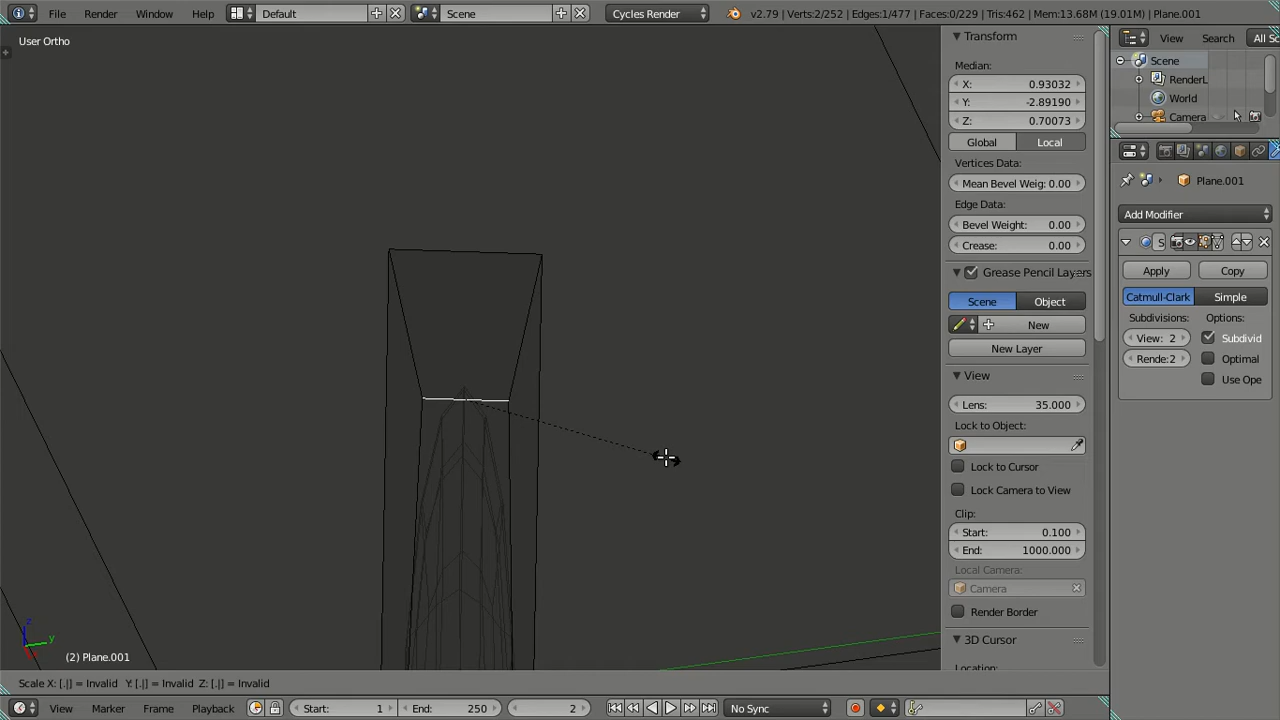 File Render Window Help Default Scene Cycles Render v2.79 | Verts:2/252 | Edges:1/477 | Faces:0/229 | Tris:462 | Mem:13.68M (19.01M) | Plane.001
User Ortho
Transform
Median:
X: 0.93032
Y: -2.89190
Z: 0.70073
Global Local
Vertices Data:
Mean Bevel Weig: 0.00
Edge Data:
Bevel Weight: 0.00
Crease: 0.00
Grease Pencil Layers
Scene Object
New
New Layer
View
Lens: 35.000
Lock to Object:
Lock to Cursor
Lock Camera to View
Clip:
Start: 0.100
End: 1000.000
Local Camera:
Camera
Render Border
3D Cursor
Location:
View Search All Sc
Scene
RenderL
World
Camera
Plane.001
Add Modifier
S
Apply Copy
Catmull-Clark Simple
Subdivisions: Options:
View: 2 Subdivid
Rende:2 Optimal
Use Ope
z
y
(2) Plane.001
Scale X: [.|] = Invalid Y: [.|] = Invalid Z: [.|] = Invalid
View Marker Frame Playback Start: 1 End: 250 2 No Sync